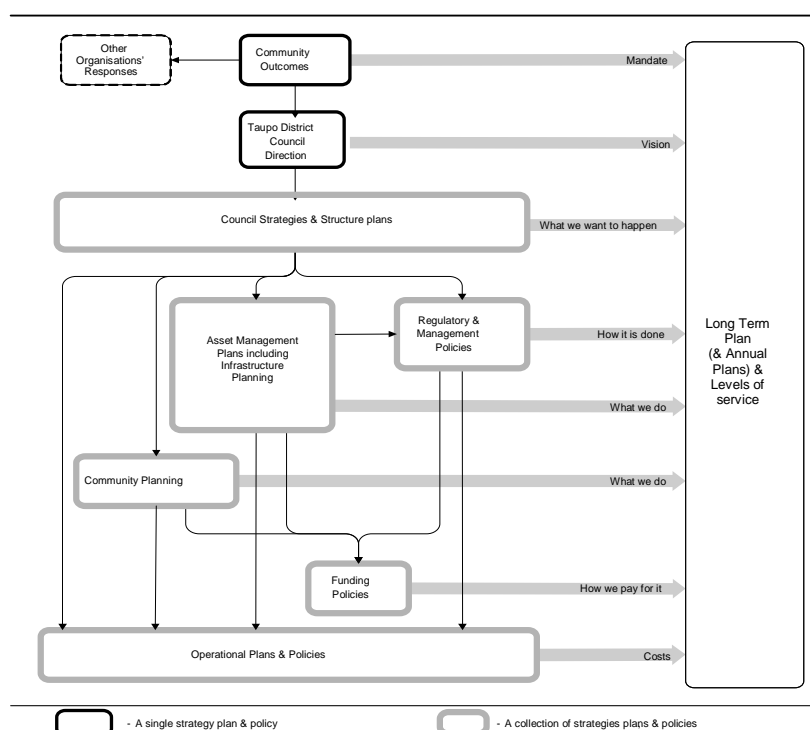 Other
Organisations'
Responses
Community
Outcomes
Mandate
Taupo District
Council
Direction
Vision
Council Strategies & Structure plans
What we want to happen
Asset Management
Plans including
Infrastructure
Planning
Regulatory &
Management
Policies
How it is done
Long Term
Plan
(& Annual
Plans) &
Levels of
service
What we do
Community Planning
What we do
Funding
Policies
How we pay for it
Operational Plans & Policies
Costs
- A single strategy plan & policy
- A collection of strategies plans & policies